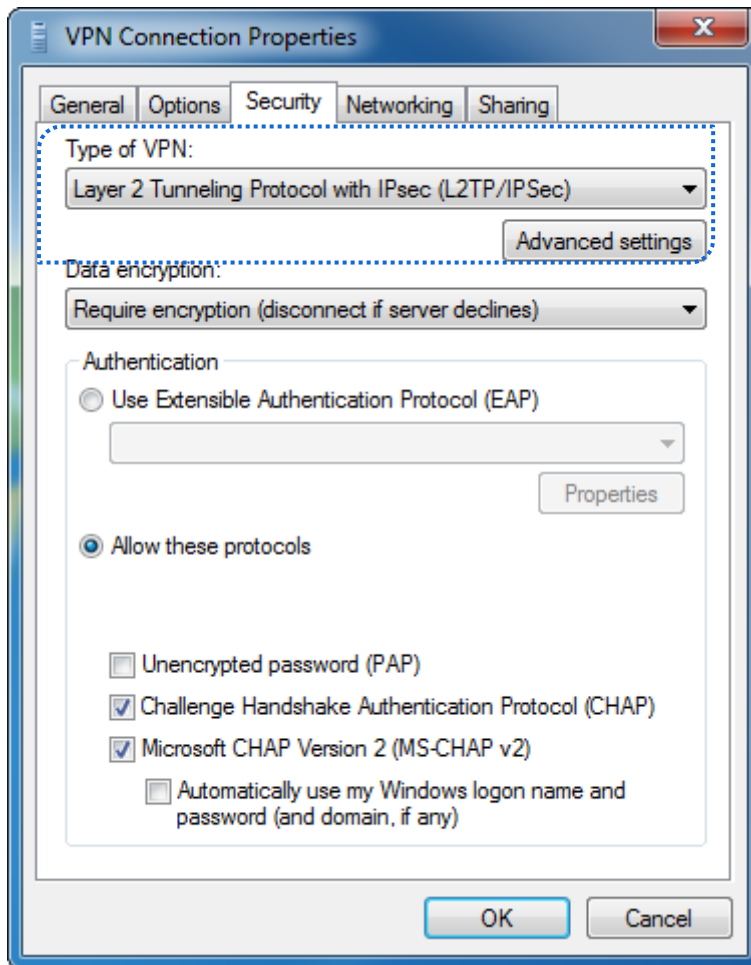 VPN Connection Properties
General Options Security Networking Sharing
Type of VPN:
Layer 2 Tunneling Protocol with IPsec (L2TP/IPSec)
Advanced settings
Data encryption:
Require encryption (disconnect if server declines)
Authentication
Use Extensible Authentication Protocol (EAP)
Properties
Allow these protocols
Unencrypted password (PAP)
Challenge Handshake Authentication Protocol (CHAP)
Microsoft CHAP Version 2 (MS-CHAP v2)
Automatically use my Windows logon name and
password (and domain, if any)
OK Cancel